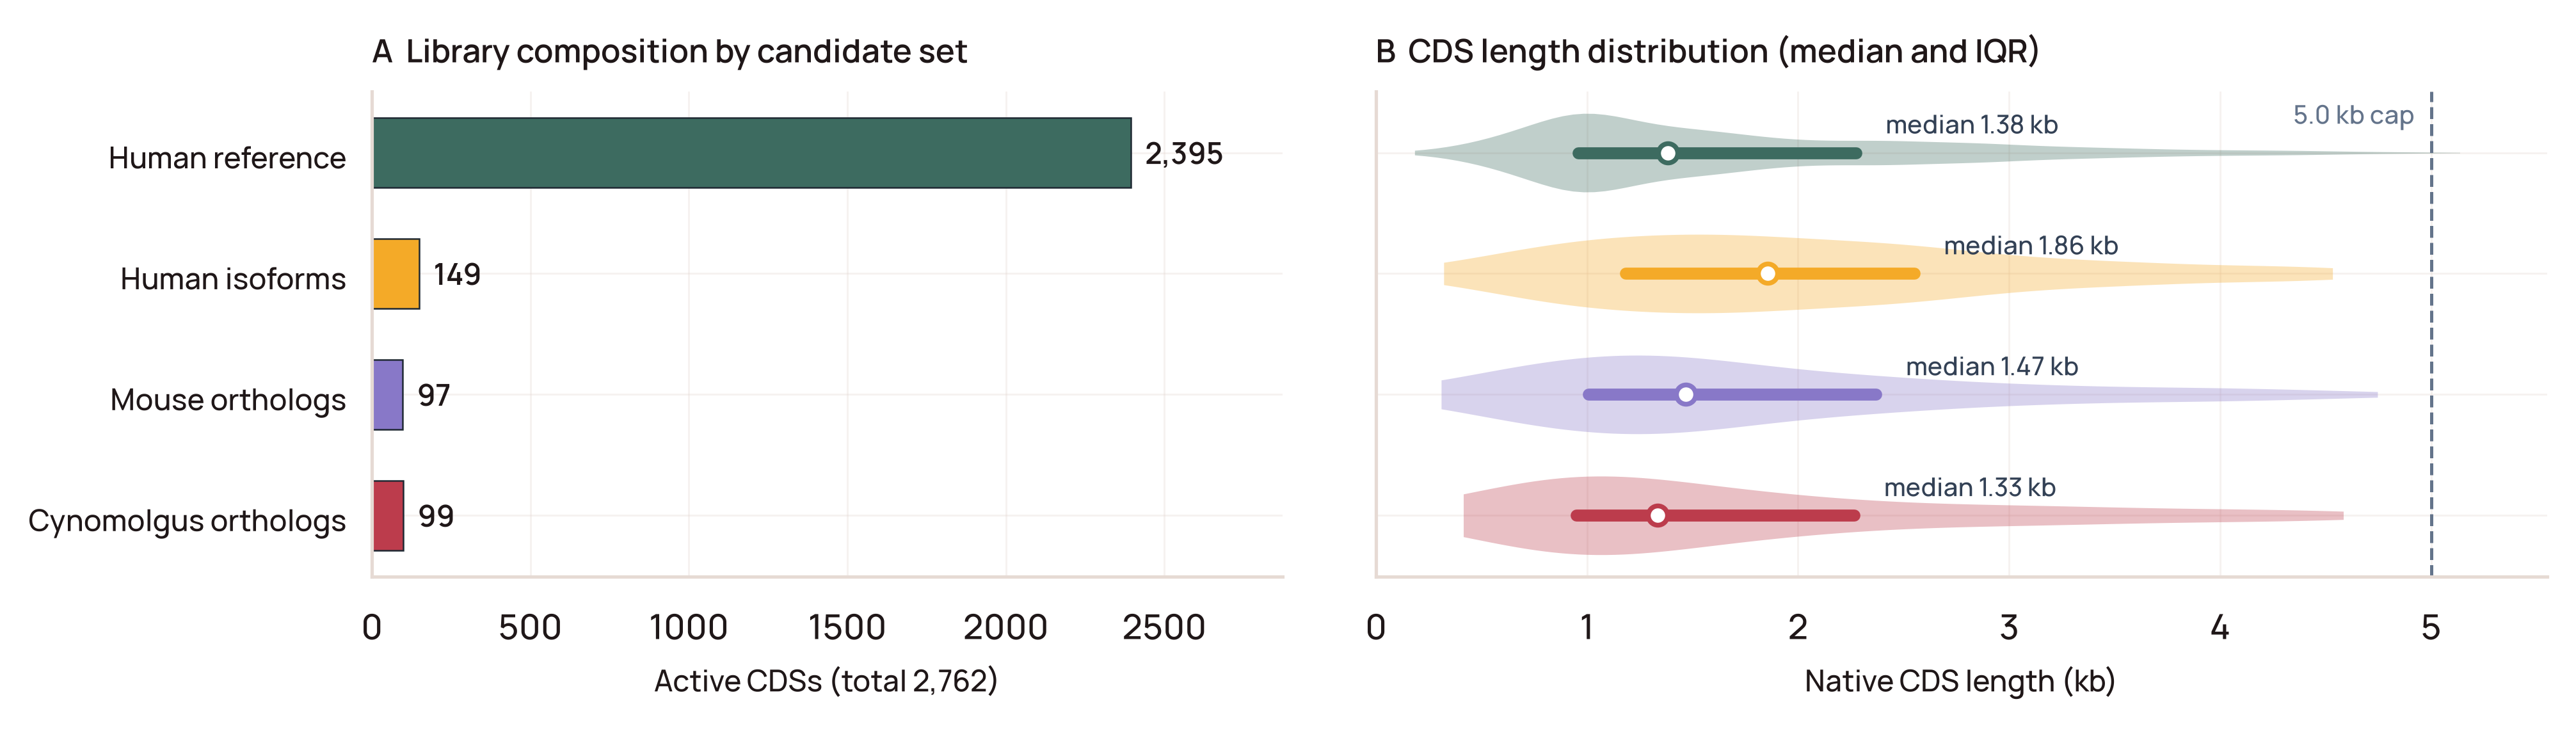 A Library composition by candidate set
Human reference
2,395
Human isoforms
149
Mouse orthologs
97
Cynomolgus orthologs
99
0 500 1000 1500 2000 2500
Active CDSs (total 2,762)
B CDS length distribution (median and IQR)
5.0 kb cap
median 1.38 kb
median 1.86 kb
median 1.47 kb
median 1.33 kb
0 1 2 3 4 5
Native CDS length (kb)